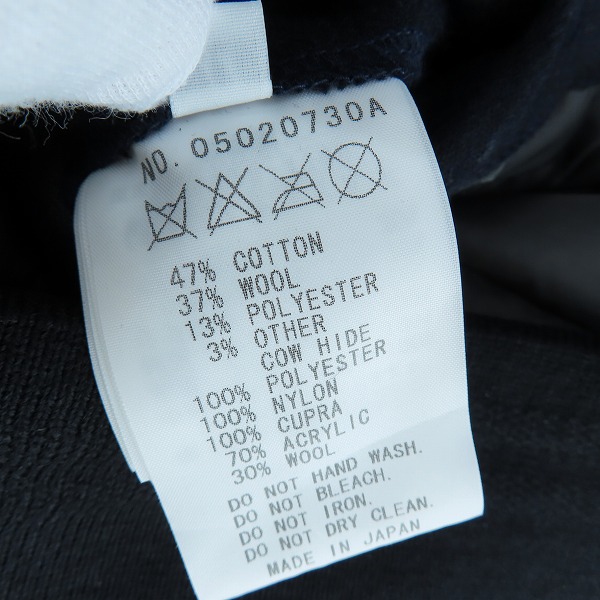 NO. 05020730A
47% COTTON
37% WOOL
13% POLYESTER
3% OTHER
COW HIDE
100% POLYESTER
100% NYLON
100% CUPRA
70% ACRYLIC
30% WOOL
DO NOT HAND WASH.
DO NOT BLEACH.
DO NOT IRON.
DO NOT DRY CLEAN.
MADE IN JAPAN